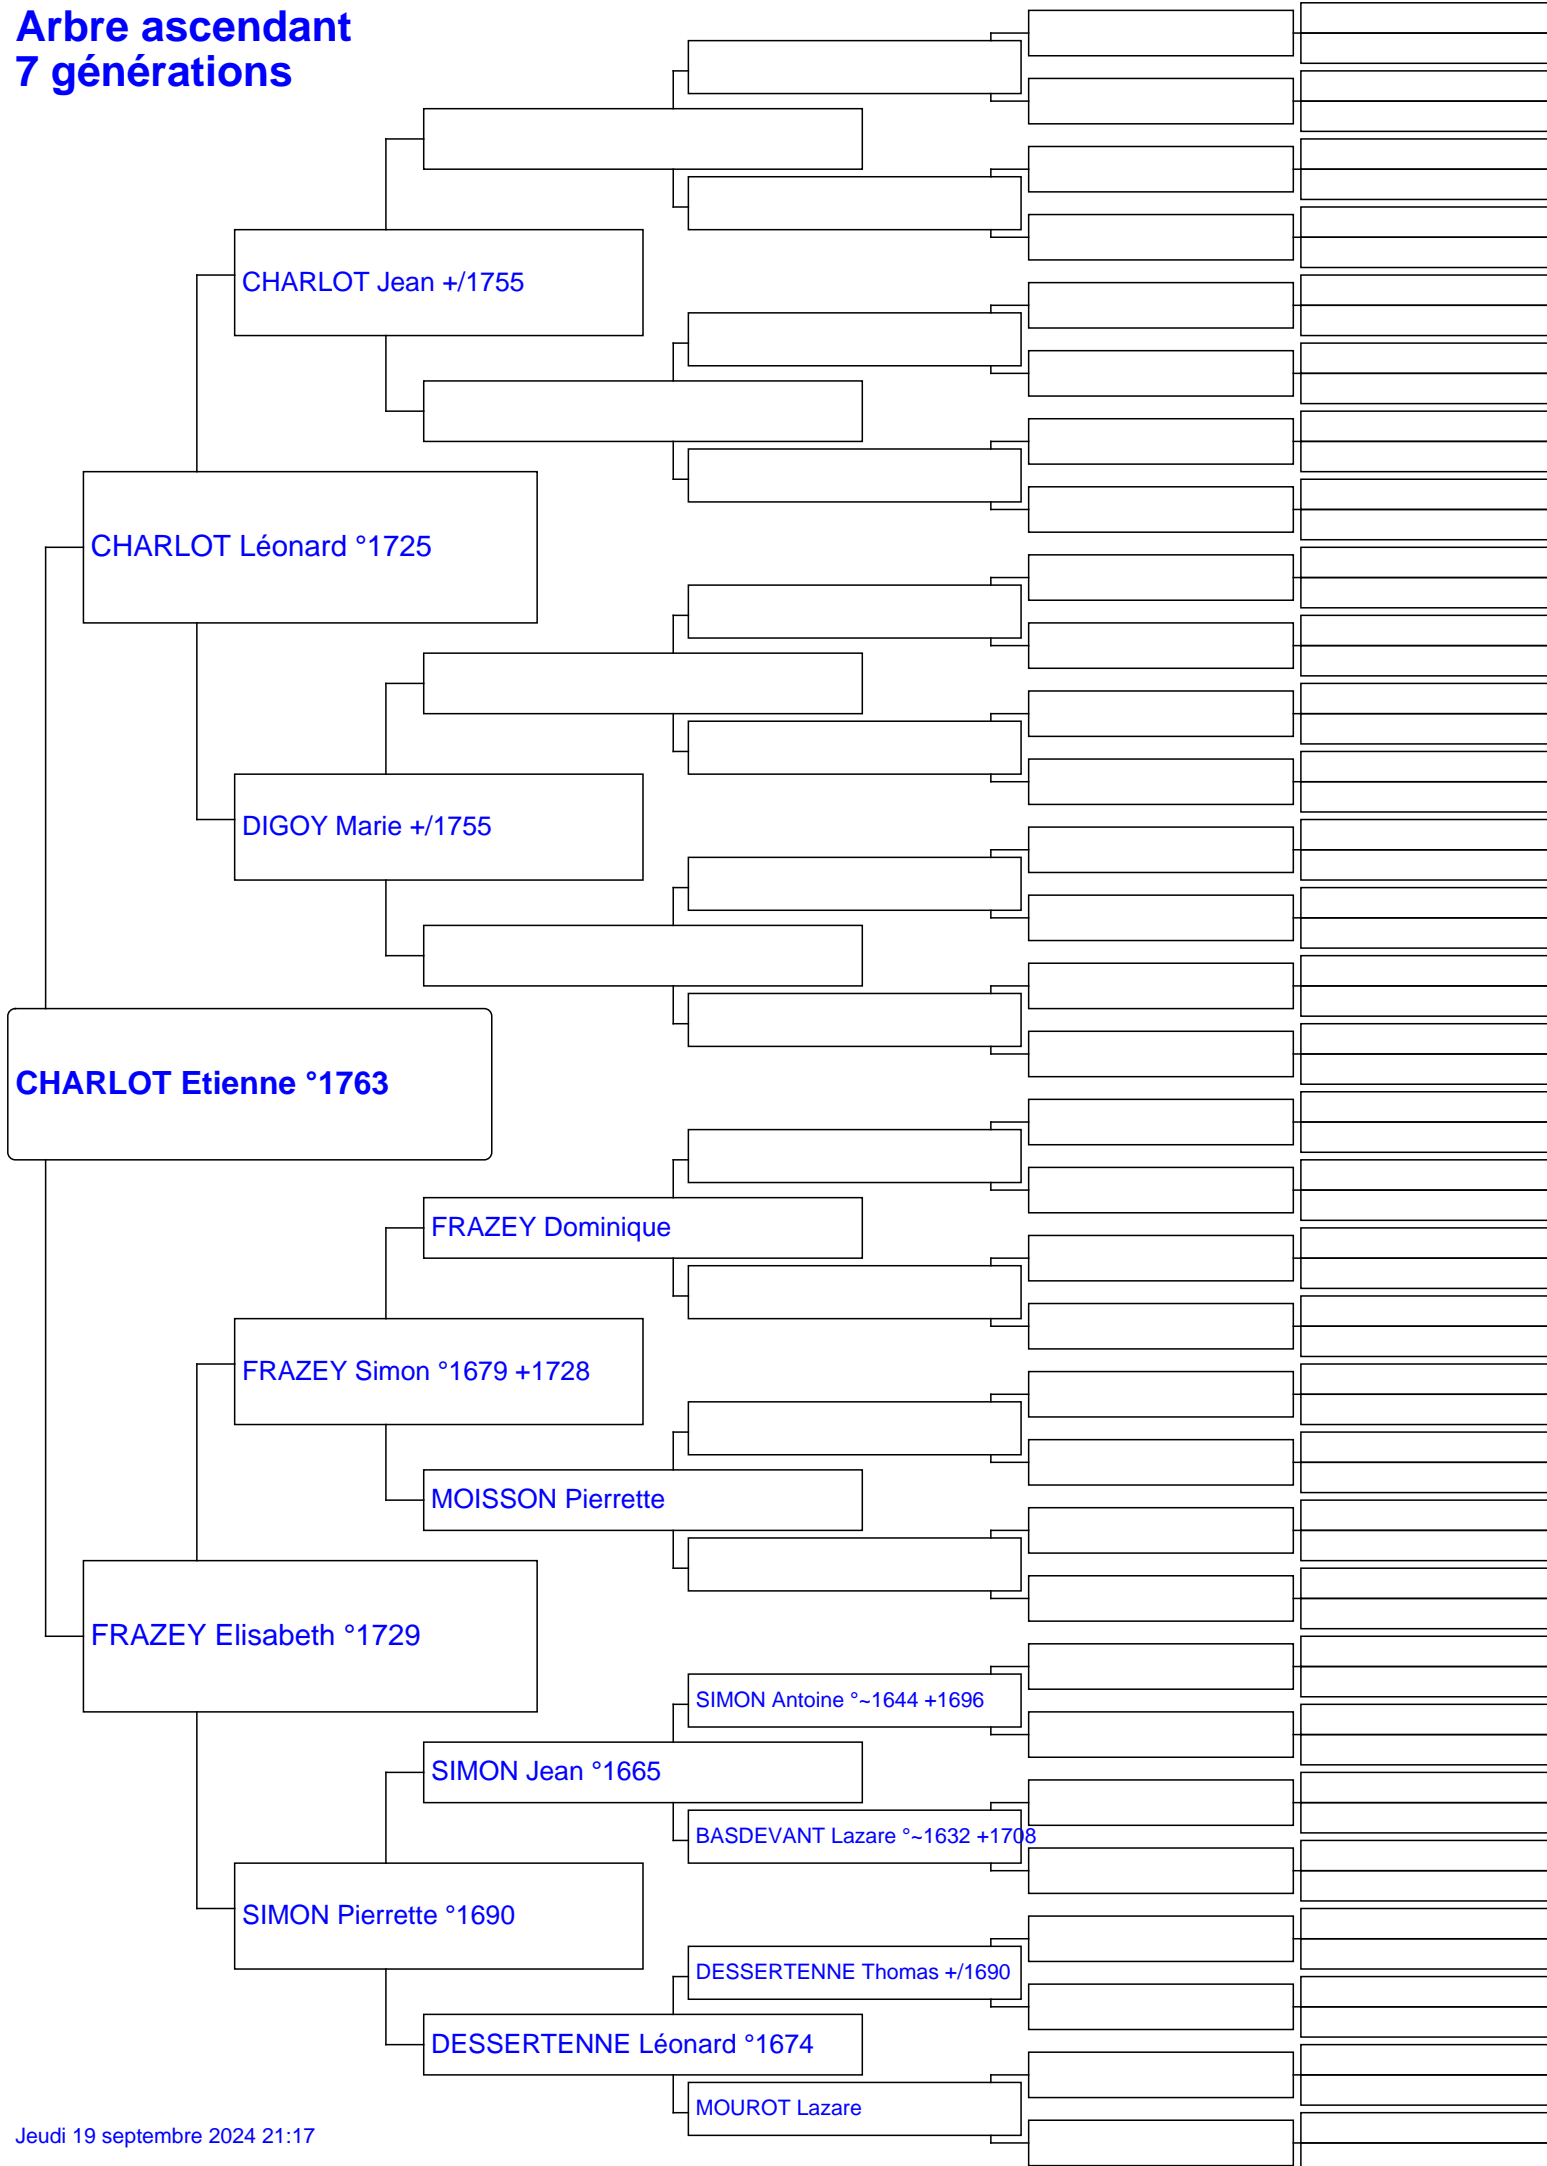 Arbre ascendant
7 générations
CHARLOT Jean +/1755
CHARLOT Léonard °1725
DIGOY Marie +/1755
CHARLOT Etienne °1763
FRAZEY Dominique
FRAZEY Simon °1679 +1728
MOISSON Pierrette
FRAZEY Elisabeth °1729
SIMON Antoine °~1644 +1696
SIMON Jean °1665
BASDEVANT Lazare °~1632 +1708
SIMON Pierrette °1690
DESSERTENNE Thomas +/1690
DESSERTENNE Léonard °1674
MOUROT Lazare
Jeudi 19 septembre 2024 21:17